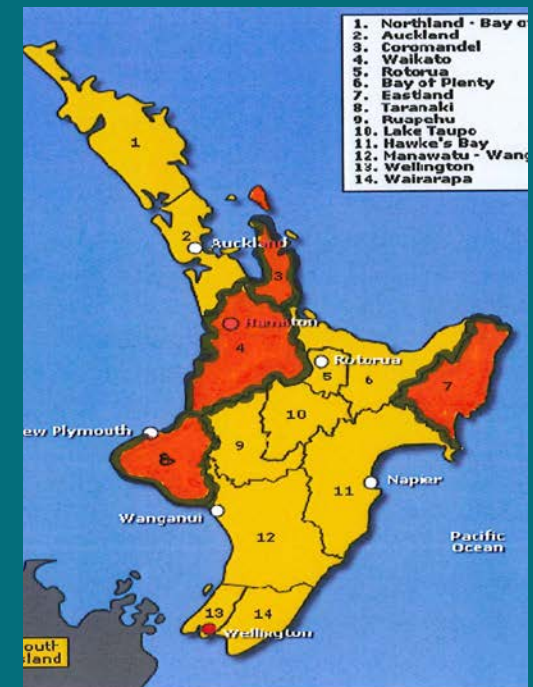 1. Northland - Bay o
2. Auckland
3. Coromandel
4. Waikato
5. Rotorua
6. Bay of Plenty
7. Eastland
8. Taranaki
9. Ruapehu
10. Lake Taupo
11. Hawke's Bay
12. Manawatu - Wang
13. Wellington
14. Wairarapa
1
2
Auckland
3
Hamilton
4
Rotorua
5
6
7
10
ew Plymouth
8
9
11
Napier
Wanganui
12
Pacific
Ocean
13
14
Wellington
outh
sland